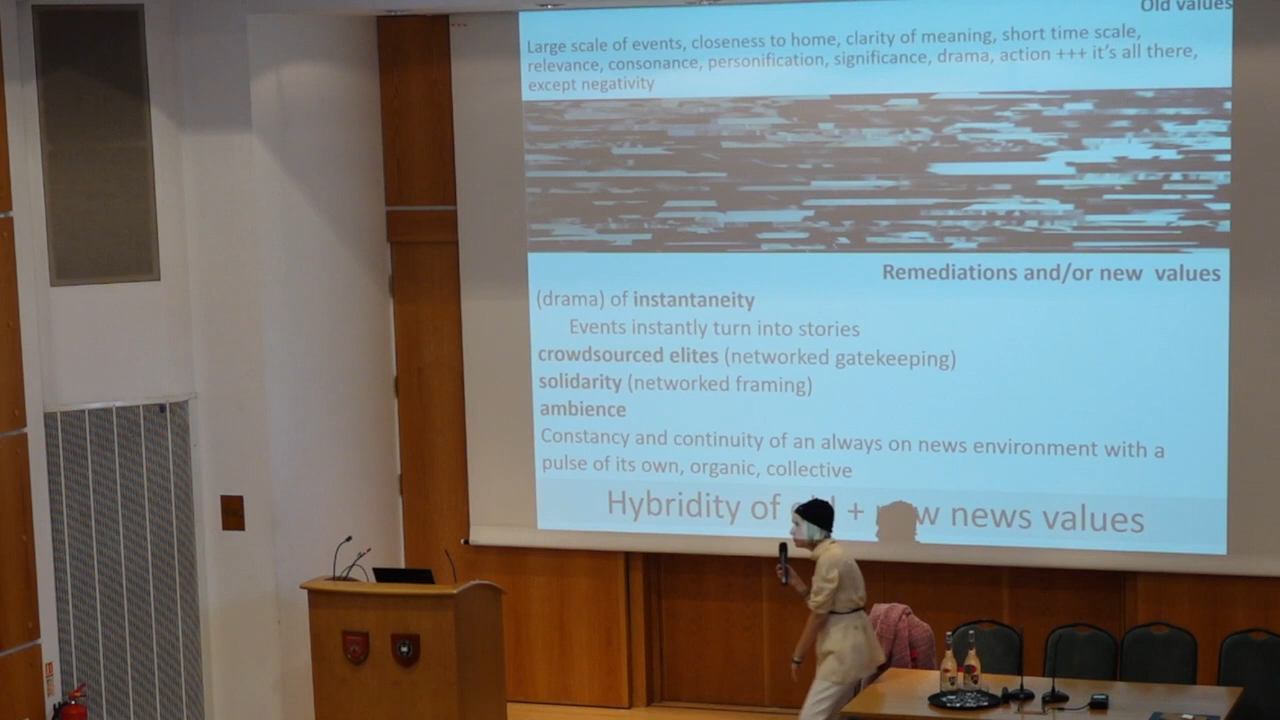 Old values
Large scale of events, closeness to home, clarity of meaning, short time scale,
relevance, consonance, personification, significance, drama, action +++ it's all there,
except negativity
Remediations and/or new values
(drama) of instantaneity
Events instantly turn into stories
crowdsourced elites (networked gatekeeping)
solidarity (networked framing)
ambience
Constancy and continuity of an always on news environment with a
pulse of its own, organic, collective
Hybridity of + news values